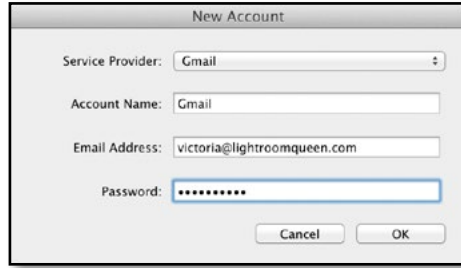 New Account
Service Provider: Gmail
Account Name: Gmail
Email Address: victoria@lightroomqueen.com
Password: ••••••••••
Cancel OK